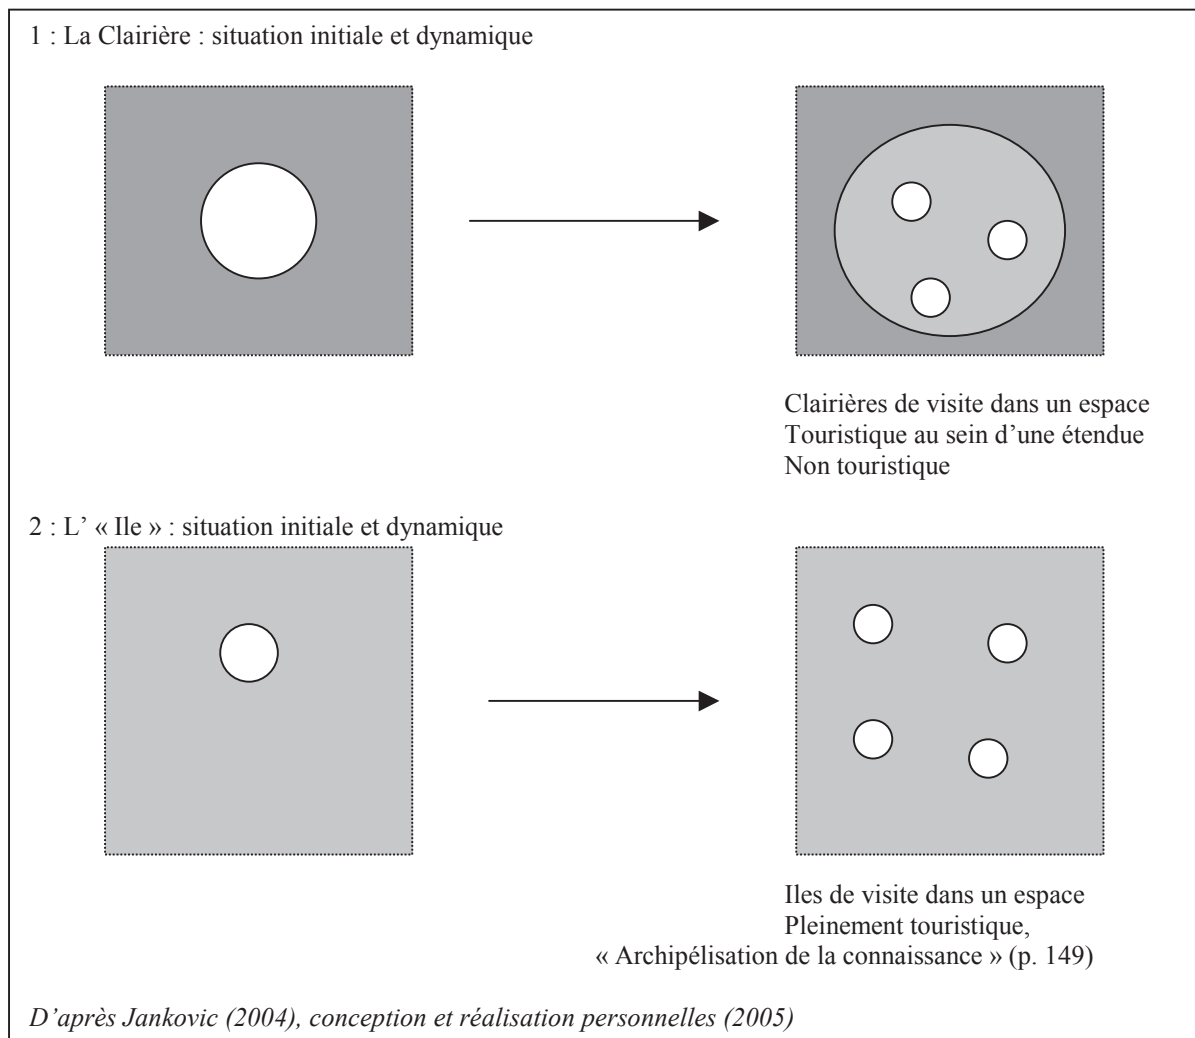 1 : La Clairière : situation initiale et dynamique
Clairières de visite dans un espace
Touristique au sein d’une étendue
Non touristique
2 : L’ « Ile » : situation initiale et dynamique
Iles de visite dans un espace
Pleinement touristique,
« Archipélisation de la connaissance » (p. 149)
D’après Jankovic (2004), conception et réalisation personnelles (2005)